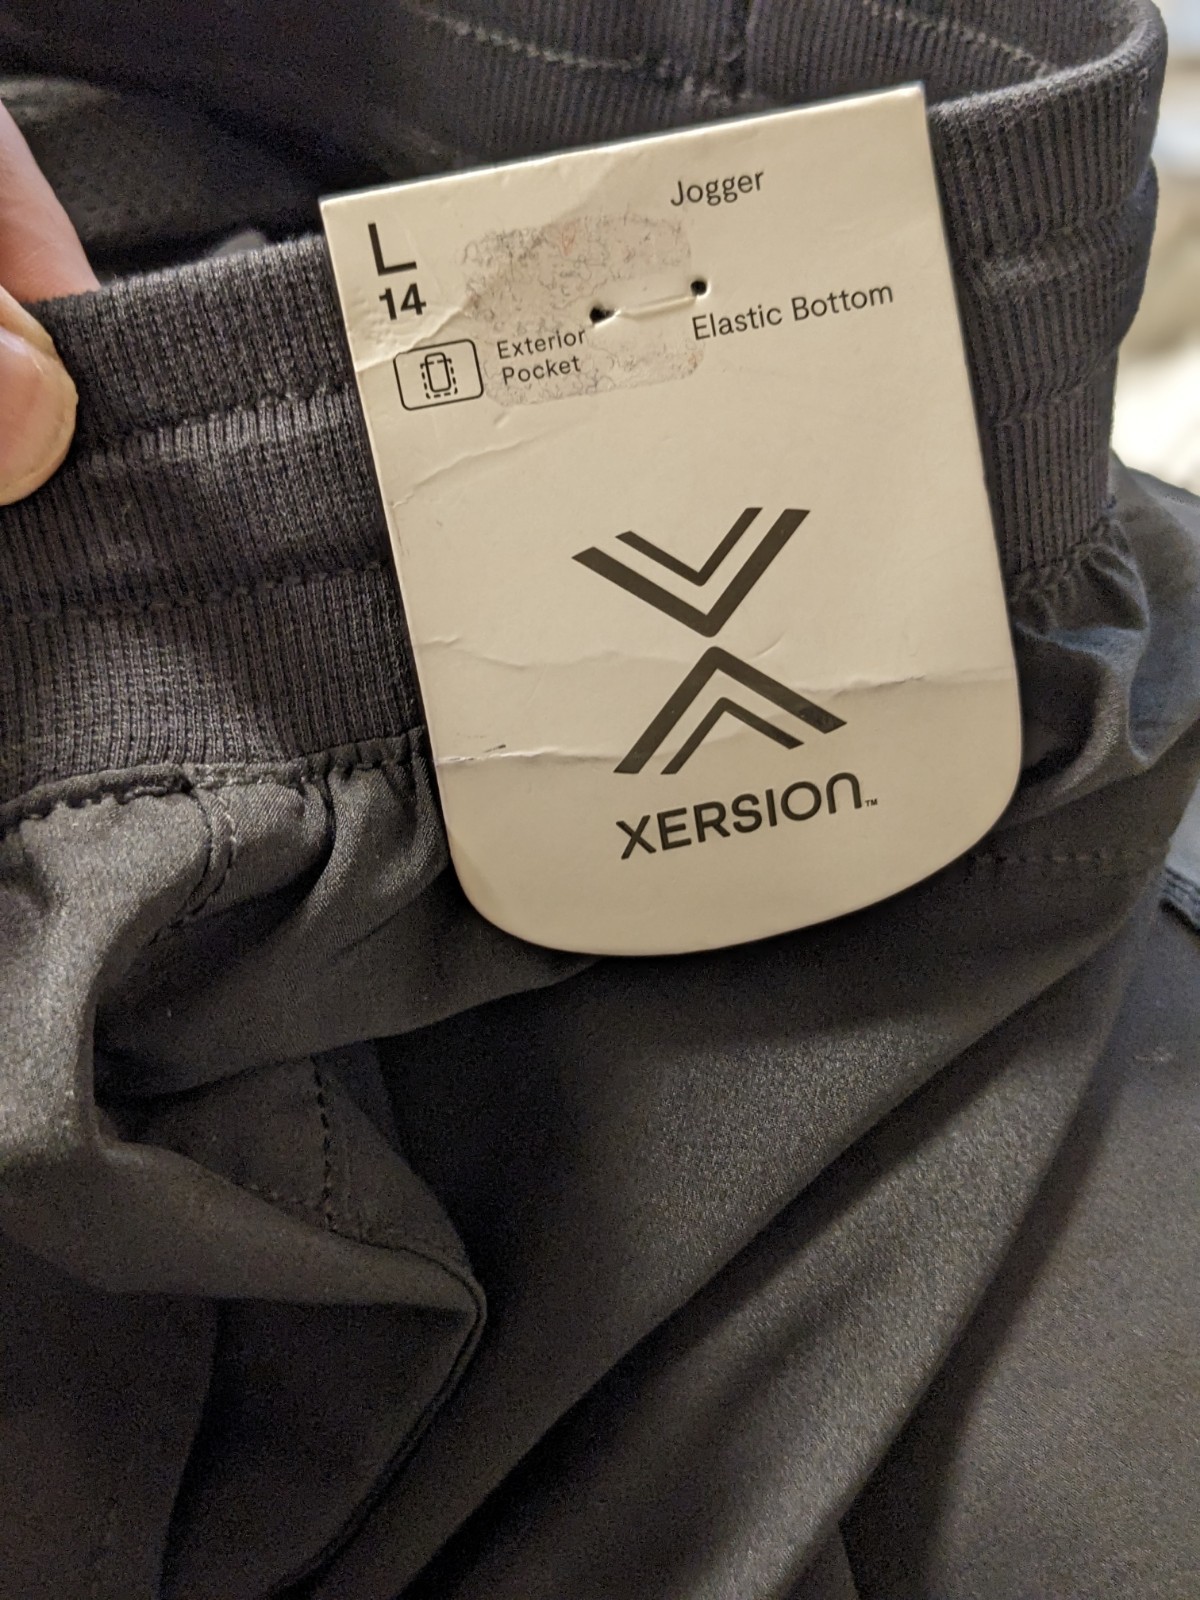 L
14
Jogger
Exterior
Pocket
Elastic Bottom
XERSION™